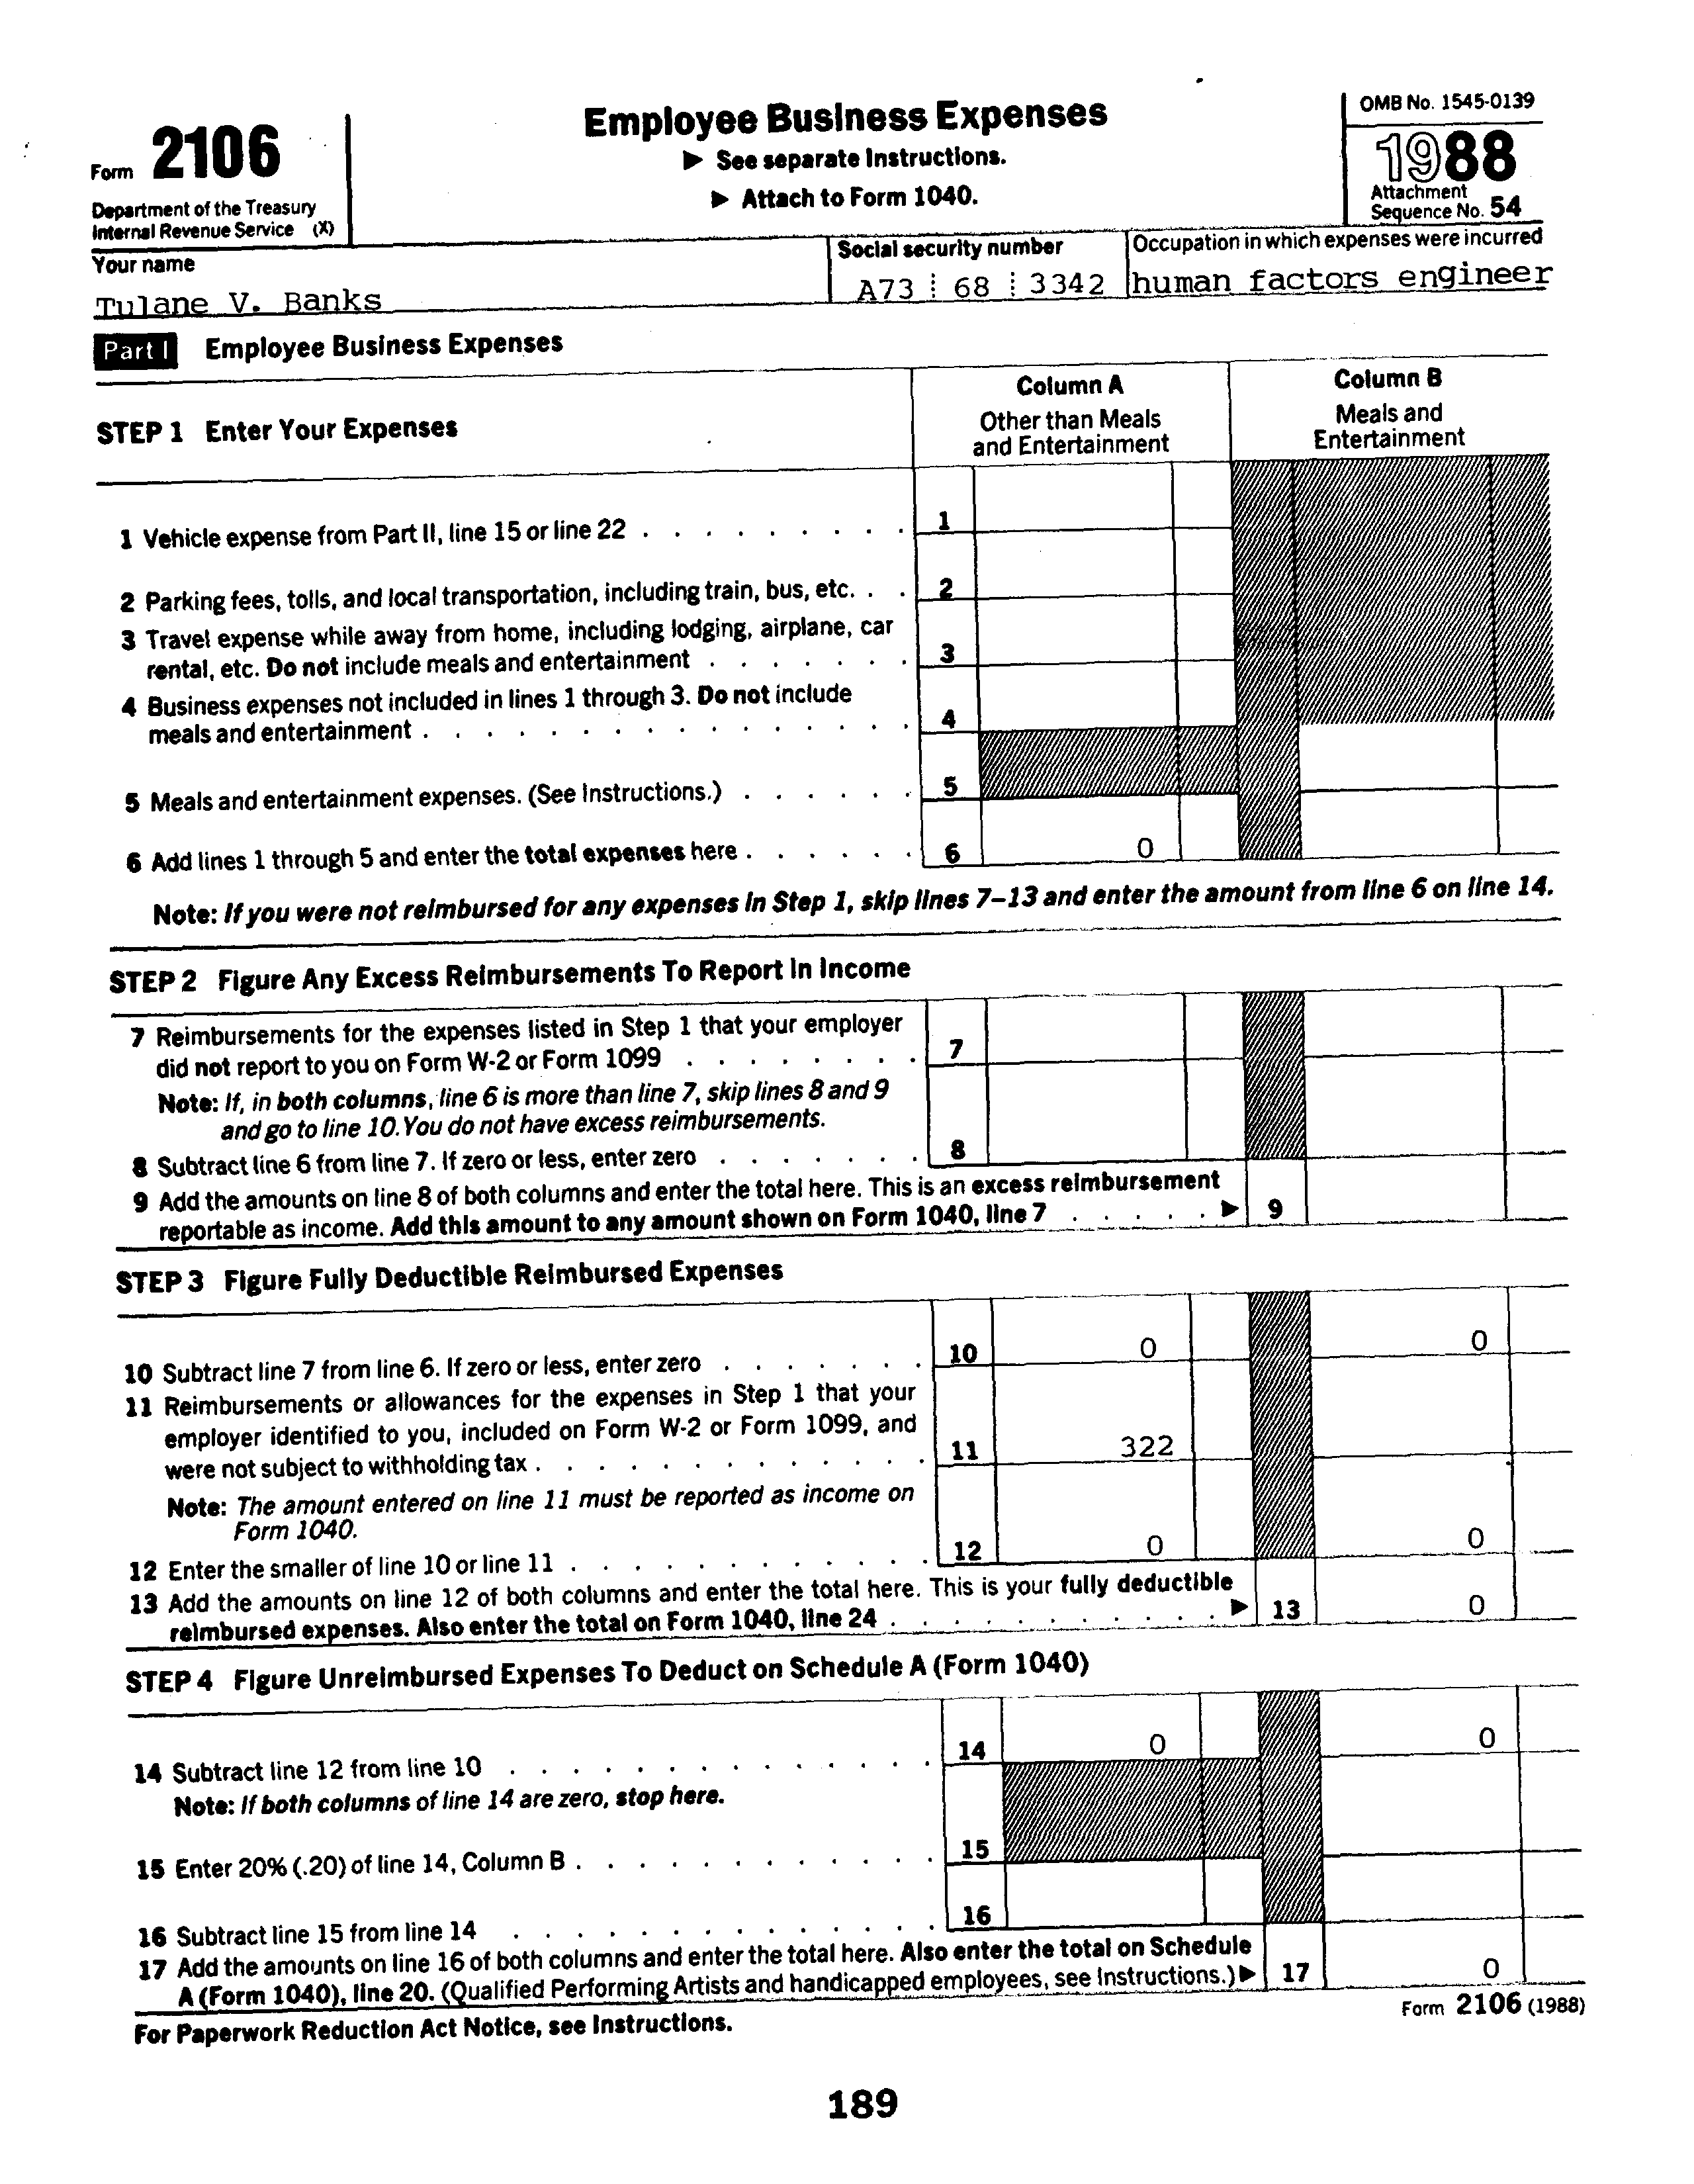 Form 2106
Department of the Treasury
Internal Revenue Service (X)
Employee Business Expenses
▶ See separate Instructions.
▶ Attach to Form 1040.
OMB No. 1545-0139
1988
Attachment
Sequence No. 54
Your name
Tulane V. Banks
Social security number
A73 68 3342
Occupation in which expenses were incurred
human factors engineer
Part I Employee Business Expenses
STEP 1 Enter Your Expenses
Column A
Other than Meals
and Entertainment
Column B
Meals and
Entertainment
1 Vehicle expense from Part II, line 15 or line 22 . . . . . . . . . 1
2 Parking fees, tolls, and local transportation, including train, bus, etc. . . 2
3 Travel expense while away from home, including lodging, airplane, car
rental, etc. Do not include meals and entertainment . . . . . . . 3
4 Business expenses not included in lines 1 through 3. Do not include
meals and entertainment . . . . . . . . . . . . . . . . 4
5 Meals and entertainment expenses. (See Instructions.) . . . . . . 5
6 Add lines 1 through 5 and enter the total expenses here . . . . . . 6 0
Note: If you were not reimbursed for any expenses in Step 1, skip lines 7–13 and enter the amount from line 6 on line 14.
STEP 2 Figure Any Excess Reimbursements To Report In Income
7 Reimbursements for the expenses listed in Step 1 that your employer
did not report to you on Form W-2 or Form 1099 . . . . . . . . 7
Note: If, in both columns, line 6 is more than line 7, skip lines 8 and 9
and go to line 10. You do not have excess reimbursements.
8 Subtract line 6 from line 7. If zero or less, enter zero . . . . . . . 8
9 Add the amounts on line 8 of both columns and enter the total here. This is an excess reimbursement
reportable as income. Add this amount to any amount shown on Form 1040, line 7 . . . . . ▶ 9
STEP 3 Figure Fully Deductible Reimbursed Expenses
10 Subtract line 7 from line 6. If zero or less, enter zero . . . . . . . 10 0 0
11 Reimbursements or allowances for the expenses in Step 1 that your
employer identified to you, included on Form W-2 or Form 1099, and
were not subject to withholding tax . . . . . . . . . . . . . 11 322
Note: The amount entered on line 11 must be reported as income on
Form 1040.
12 Enter the smaller of line 10 or line 11 . . . . . . . . . . . . 12 0 0
13 Add the amounts on line 12 of both columns and enter the total here. This is your fully deductible
reimbursed expenses. Also enter the total on Form 1040, line 24 . . . . . . . . . . . ▶ 13 0
STEP 4 Figure Unreimbursed Expenses To Deduct on Schedule A (Form 1040)
14 Subtract line 12 from line 10 . . . . . . . . . . . . . . 14 0 0
Note: If both columns of line 14 are zero, stop here.
15 Enter 20% (.20) of line 14, Column B . . . . . . . . . . . . 15
16 Subtract line 15 from line 14 . . . . . . . . . . . . . . 16
17 Add the amounts on line 16 of both columns and enter the total here. Also enter the total on Schedule
A (Form 1040), line 20. (Qualified Performing Artists and handicapped employees, see Instructions.) ▶ 17 0
For Paperwork Reduction Act Notice, see Instructions.
Form 2106 (1988)
189